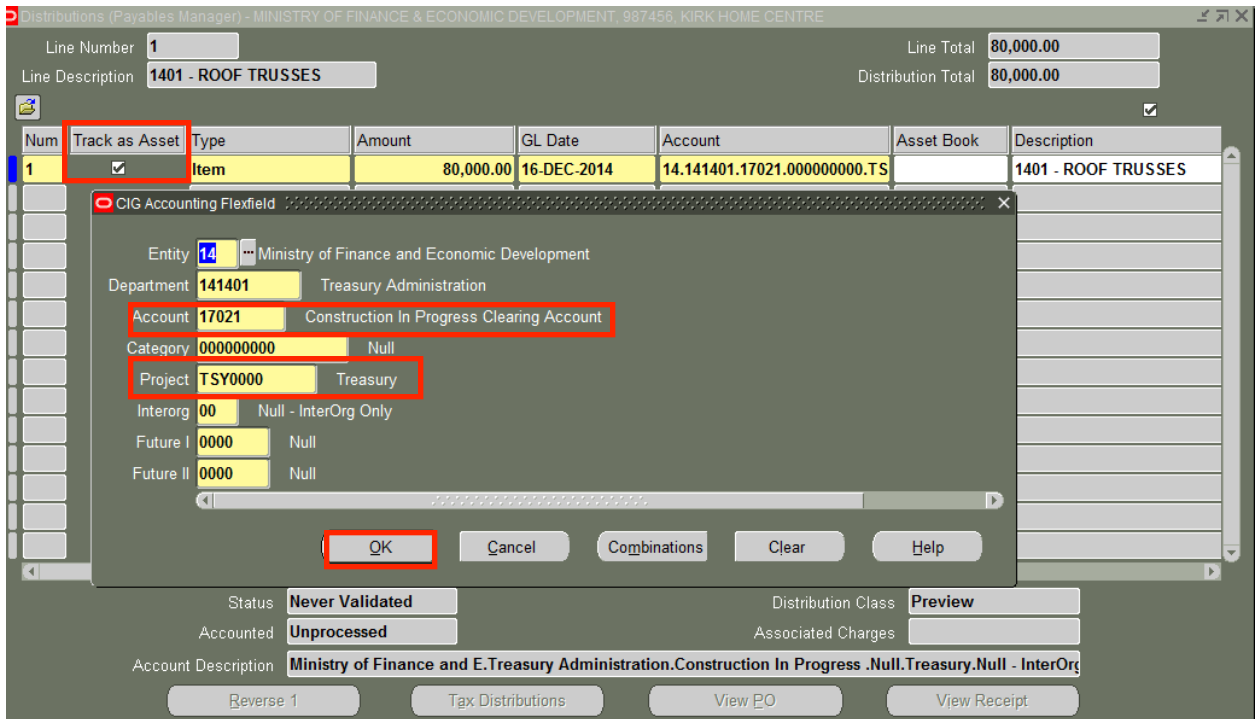 Distributions (Payables Manager) - MINISTRY OF FINANCE & ECONOMIC DEVELOPMENT, 987456, KIRK HOME CENTRE
Line Number 1 Line Total 80,000.00
Line Description 1401 - ROOF TRUSSES Distribution Total 80,000.00
Num Track as Asset Type Amount GL Date Account Asset Book Description
1 Item 80,000.00 16-DEC-2014 14.141401.17021.000000000.TS 1401 - ROOF TRUSSES
CIG Accounting Flexfield
Entity 14 ... Ministry of Finance and Economic Development
Department 141401 Treasury Administration
Account 17021 Construction In Progress Clearing Account
Category 000000000 Null
Project TSY0000 Treasury
Interorg 00 Null - InterOrg Only
Future I 0000 Null
Future II 0000 Null
OK Cancel Combinations Clear Help
Status Never Validated Distribution Class Preview
Accounted Unprocessed Associated Charges
Account Description Ministry of Finance and E.Treasury Administration.Construction In Progress .Null.Treasury.Null - InterOrg
Reverse 1 Tax Distributions View PO View Receipt